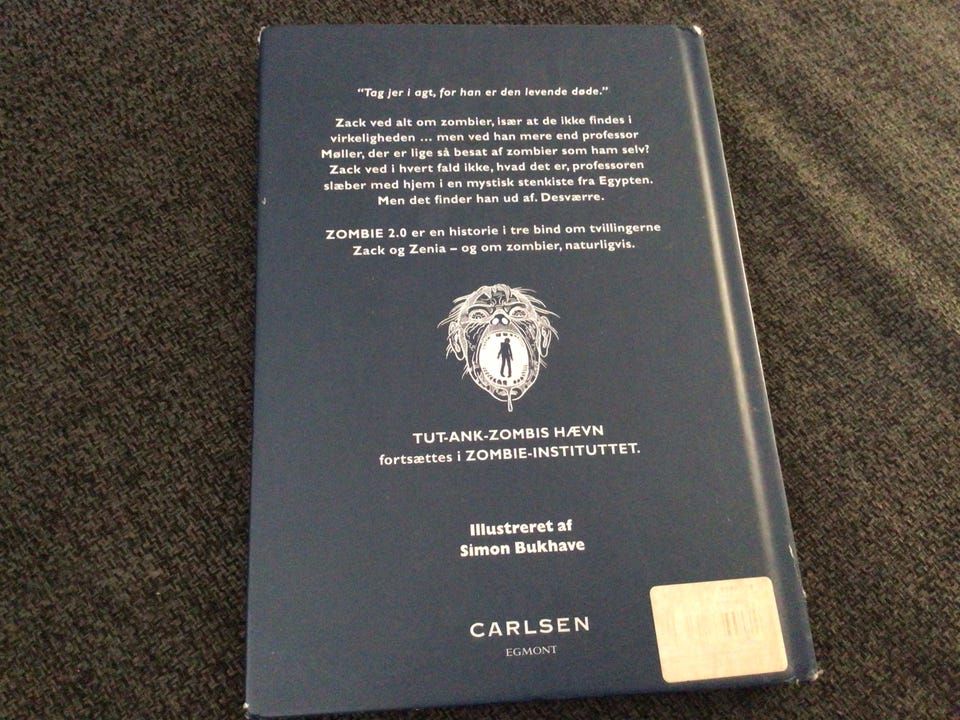 “Tag jer i agt, for han er den levende døde.”
Zack ved alt om zombier, især at de ikke findes i
virkeligheden ... men ved han mere end professor
Møller, der er lige så besat af zombier som ham selv?
Zack ved i hvert fald ikke, hvad det er, professoren
slæber med hjem i en mystisk stenkiste fra Egypten.
Men det finder han ud af. Desværre.
ZOMBIE 2.0 er en historie i tre bind om tvillingerne
Zack og Zenia – og om zombier, naturligvis.
TUT-ANK-ZOMBIS HÆVN
fortsættes i ZOMBIE-INSTITUTTET.
Illustreret af
Simon Bukhave
CARLSEN
EGMONT